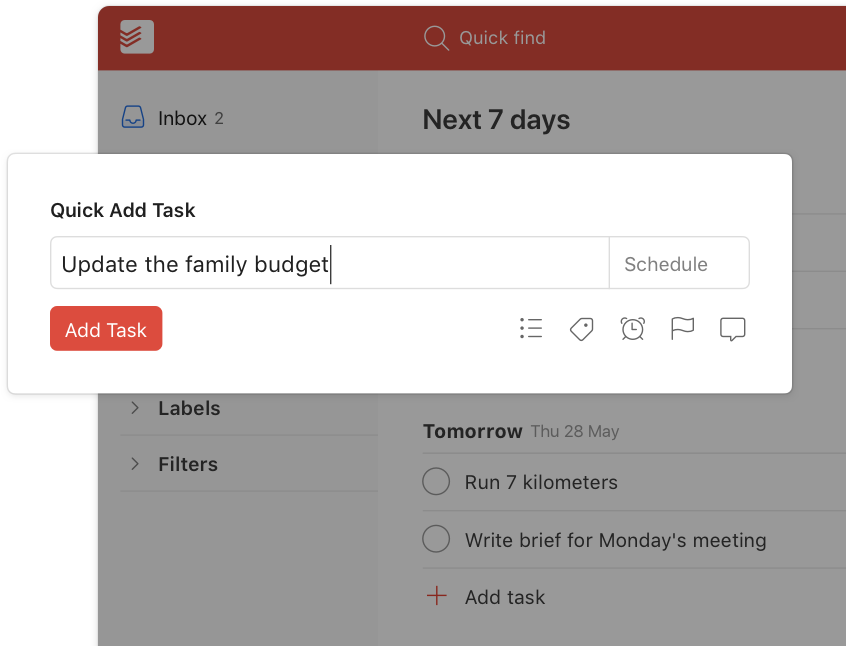 Quick find
Inbox 2
Next 7 days
Quick Add Task
Update the family budget
Schedule
Add Task
Labels
Filters
Tomorrow Thu 28 May
Run 7 kilometers
Write brief for Monday's meeting
Add task